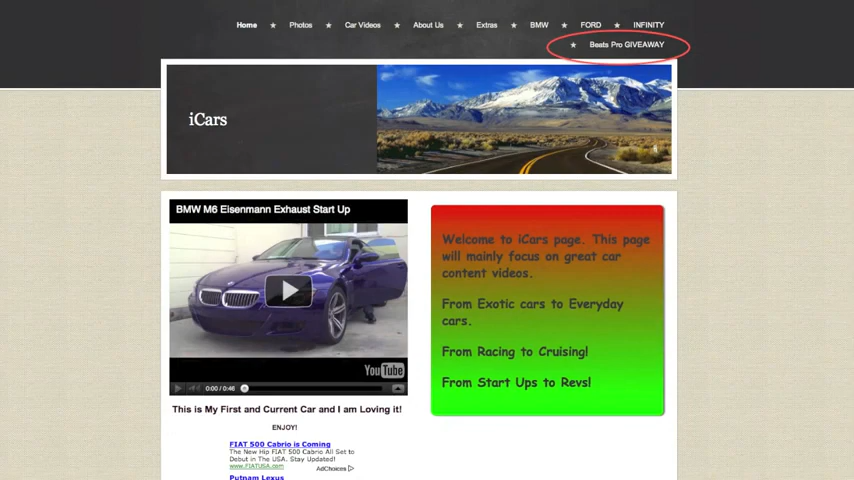 Home ★ Photos ★ Car Videos ★ About Us ★ Extras ★ BMW ★ FORD ★ INFINITY
★ Beats Pro GIVEAWAY
iCars
BMW M6 Eisenmann Exhaust Start Up
YouTube
0:00 / 0:46
This is My First and Current Car and I am Loving it!
ENJOY!
FIAT 500 Cabrio is Coming
The New Hip FIAT 500 Cabrio All Set to
Debut in The USA. Stay Updated!
www.FIATUSA.com
AdChoices
Putnam Lexus
Welcome to iCars page. This page
will mainly focus on great car
content videos.
From Exotic cars to Everyday
cars.
From Racing to Cruising!
From Start Ups to Revs!